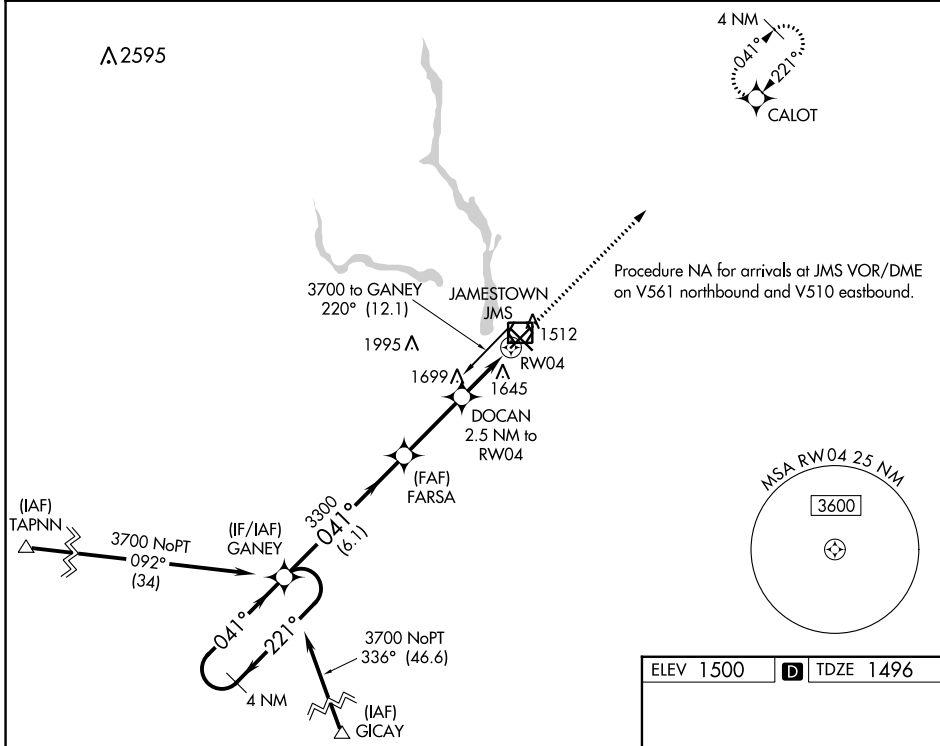 2595
4 NM
041°
221°
CALOT
Procedure NA for arrivals at JMS VOR/DME
on V561 northbound and V510 eastbound.
3700 to GANEY
220° (12.1)
JAMESTOWN
JMS
1512
1995
RW04
1699
1645
DOCAN
2.5 NM to
RW04
(FAF)
FARSA
MSA RW04 25 NM
3600
(IAF)
TAPNN
3700 NoPT
092°
(34)
(IF/IAF)
GANEY
3300
041°
(6.1)
041°
221°
4 NM
3700 NoPT
336° (46.6)
(IAF)
GICAY
ELEV 1500 D TDZE 1496